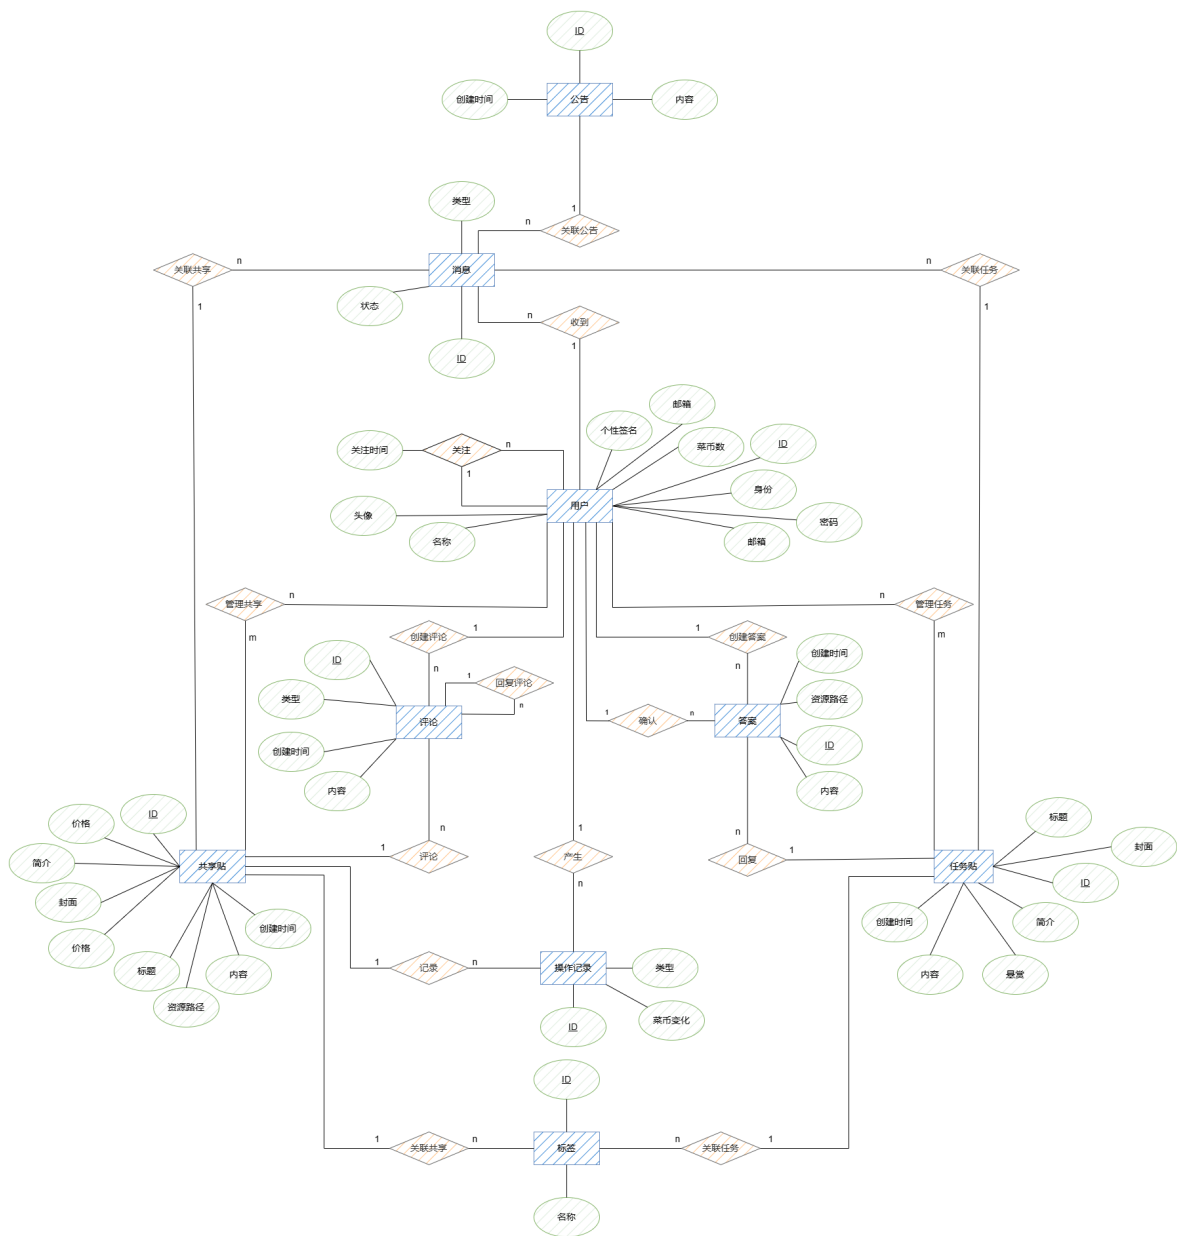 ID
创建时间
公告
内容
类型
1
n
关联公告
关联共享
n
消息
n
关联任务
状态
1
n
收到
1
1
ID
邮箱
个性签名
菜币数
ID
关注时间
关注
n
1
身份
用户
头像
密码
名称
邮箱
管理共享
n
n
管理任务
m
创建评论
1
1
创建答案
m
ID
n
n
创建时间
1
回复评论
类型
n
资源路径
评论
1
确认
n
答案
创建时间
ID
内容
内容
价格
ID
标题
n
1
n
封面
简介
共享贴
1
评论
产生
回复
1
任务贴
ID
封面
n
创建时间
简介
价格
创建时间
标题
内容
1
记录
n
操作记录
类型
内容
悬赏
资源路径
ID
菜币变化
ID
1
关联共享
n
标签
n
关联任务
1
名称